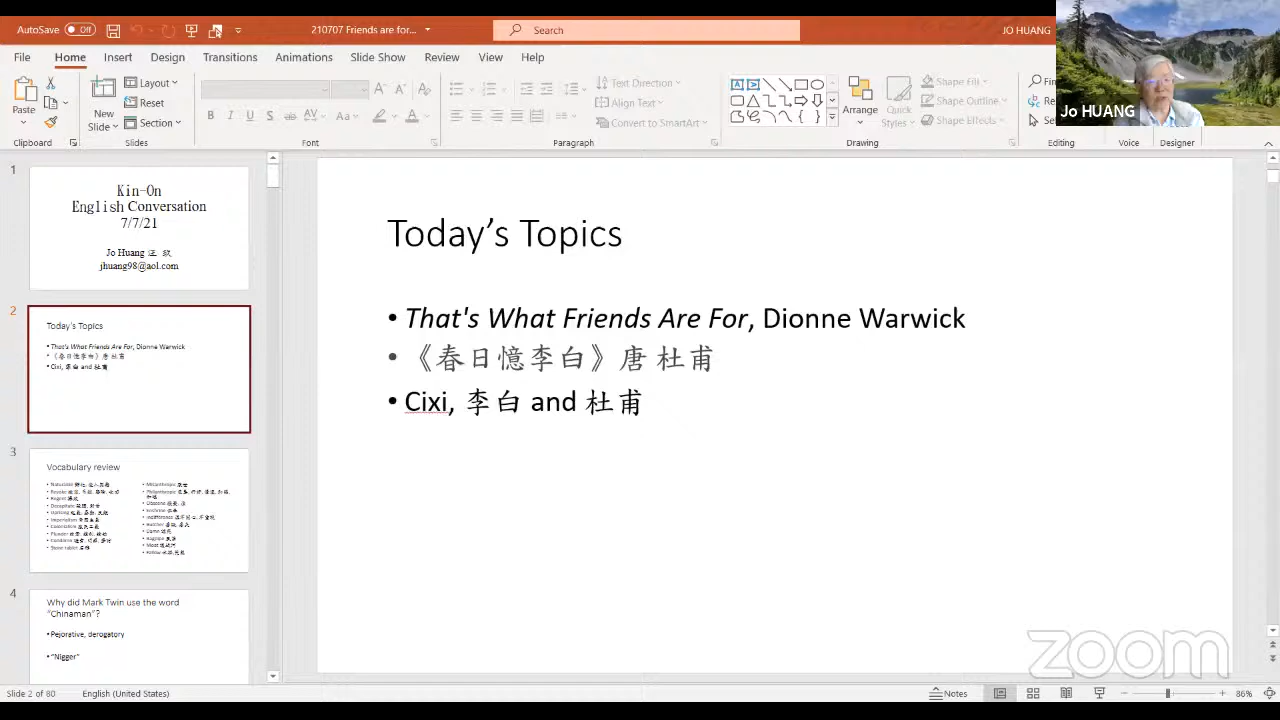 AutoSave Off
210707 Friends are for...
Search
JO HUANG
File Home Insert Design Transitions Animations Slide Show Review View Help
Paste
New
Slide
Layout
Reset
Section
Text Direction
Align Text
Convert to SmartArt
Arrange
Quick
Styles
Shape Fill
Shape Outline
Shape Effects
Jo HUANG
Clipboard Slides Font Paragraph Drawing Editing Voice Designer
1
Kin-On
English Conversation
7/7/21
Jo Huang
jhuang98@aol.com
2
Today's Topics
• That's What Friends Are For, Dionne Warwick
• 《春日憶李白》唐 杜甫
• Cixi, 李白 and 杜甫
3
Vocabulary review
4
Why did Mark Twin use the word
"Chinaman"?
• Pejorative, derogatory
• "Nigger"
Today's Topics
• That's What Friends Are For, Dionne Warwick
• 《春日憶李白》唐 杜甫
• Cixi, 李白 and 杜甫
zoom
Slide 2 of 80 English (United States)
Notes
86%